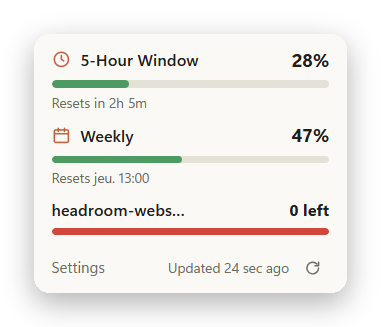 5-Hour Window 28%
Resets in 2h 5m
Weekly 47%
Resets jeu. 13:00
headroom-webs... 0 left
Settings Updated 24 sec ago